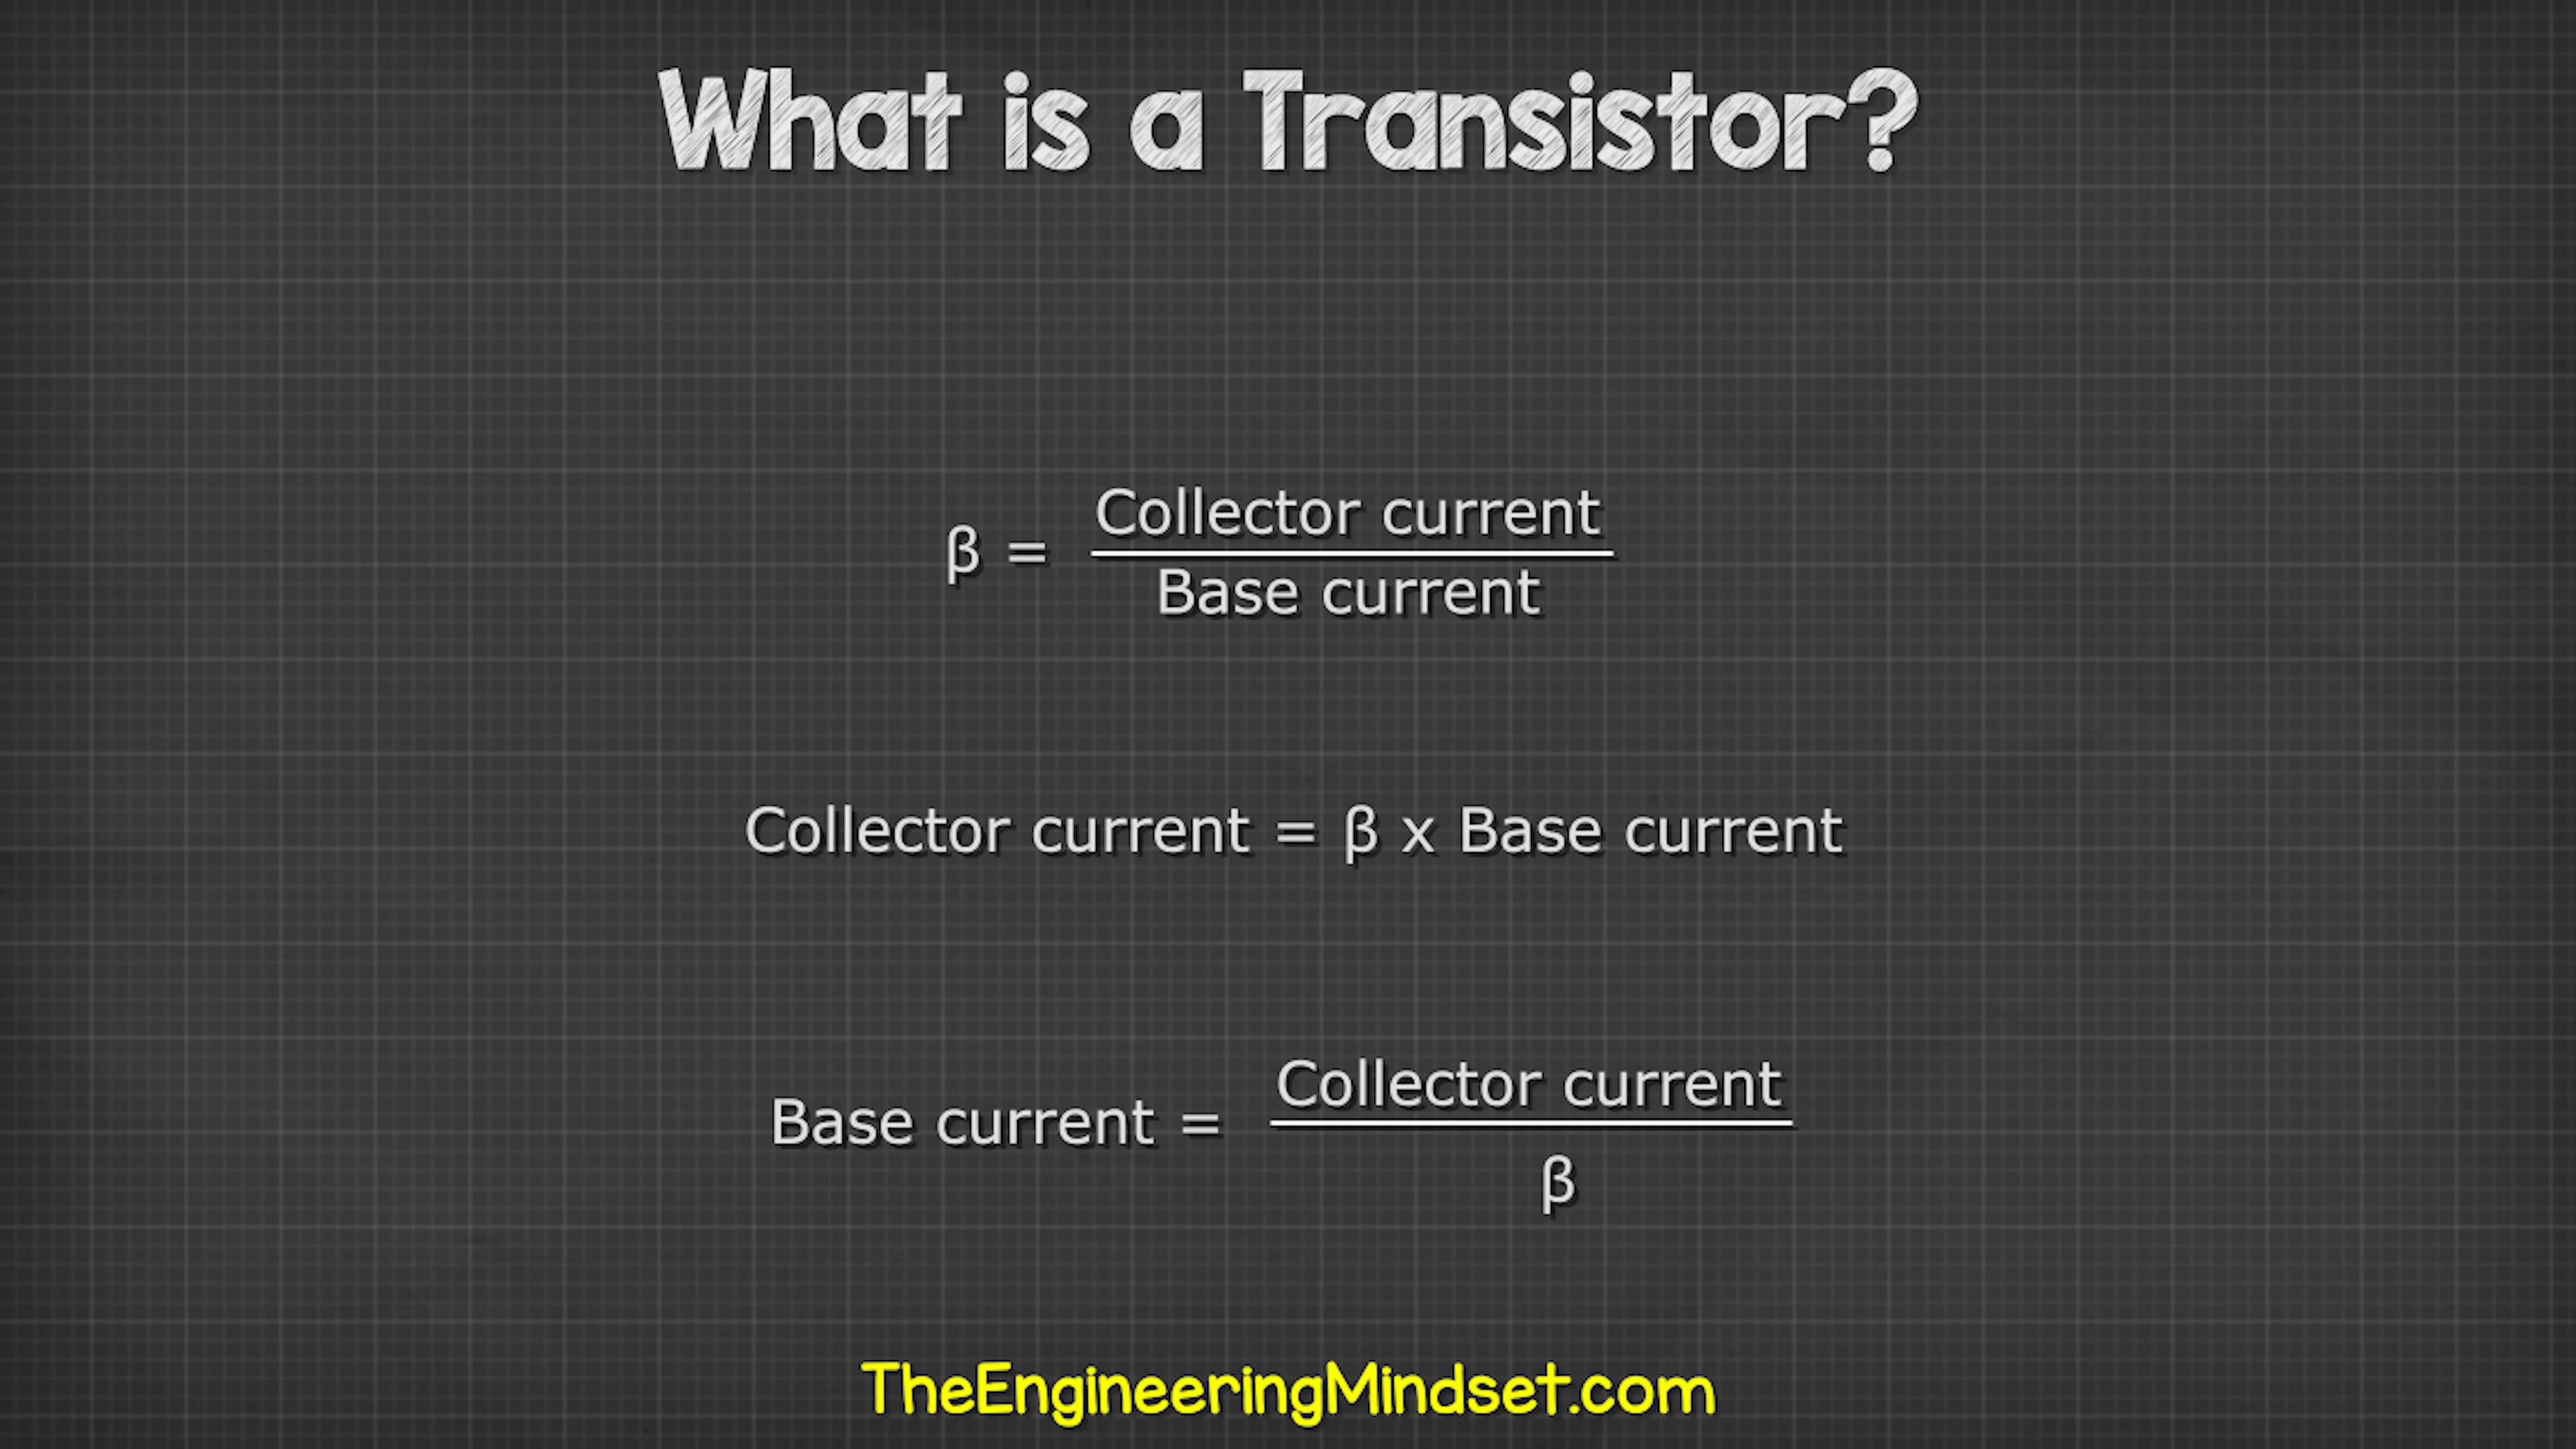 What is a Transistor?
β = Collector current
Base current
Collector current = β x Base current
Base current = Collector current
β
TheEngineeringMindset.com